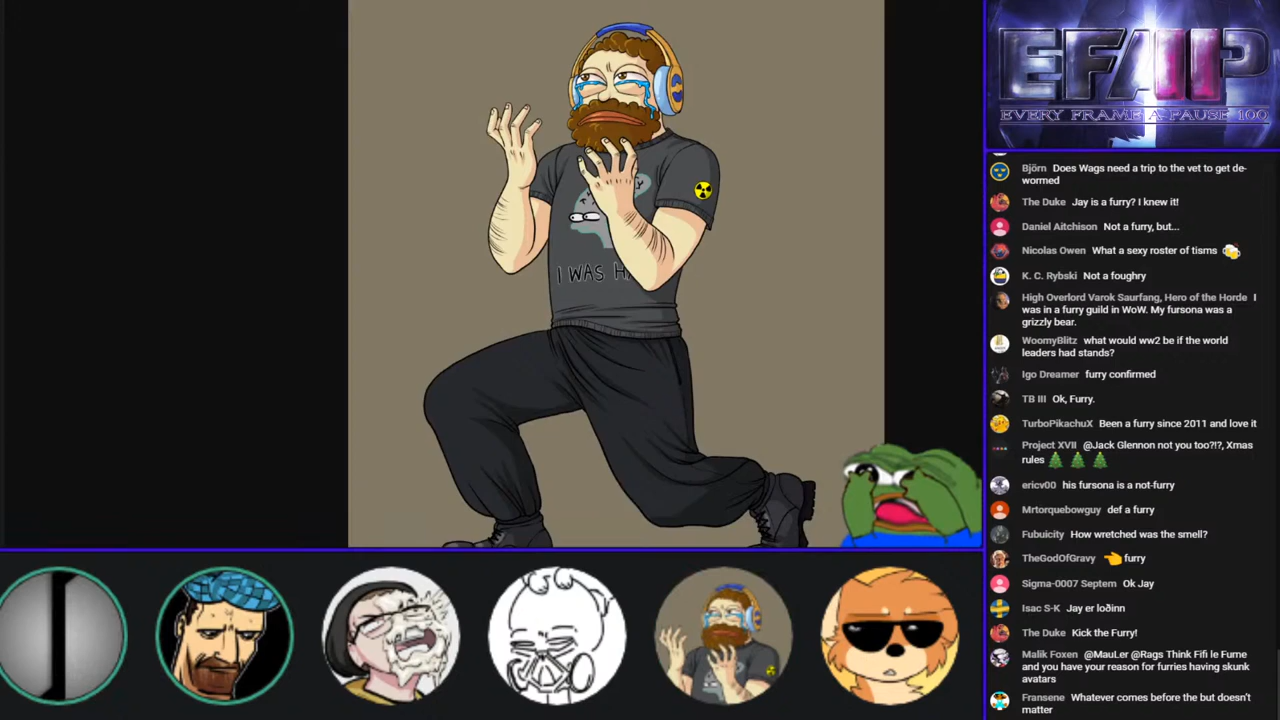 EFAP
EVERY FRAME A PAUSE 100
I WAS
Björn Does Wags need a trip to the vet to get de-
wormed
The Duke Jay is a furry? I knew it!
Daniel Aitchison Not a furry, but...
Nicolas Owen What a sexy roster of tisms
K. C. Rybski Not a foughry
High Overlord Varok Saurfang, Hero of the Horde I
was in a furry guild in WoW. My fursona was a
grizzly bear.
WoomyBlitz what would ww2 be if the world
leaders had stands?
Igo Dreamer furry confirmed
TB III Ok, Furry.
TurboPikachuX Been a furry since 2011 and love it
Project XVII @Jack Glennon not you too?!?, Xmas
rules 🎄 🎄 🎄
ericv00 his fursona is a not-furry
Mrtorquebowguy def a furry
Fubuicity How wretched was the smell?
TheGodOfGravy 👈 furry
Sigma-0007 Septem Ok Jay
Isac S-K Jay er loðinn
The Duke Kick the Furry!
Malik Foxen @MauLer @Rags Think Fifi le Fume
and you have your reason for furries having skunk
avatars
Fransene Whatever comes before the but doesn't
matter